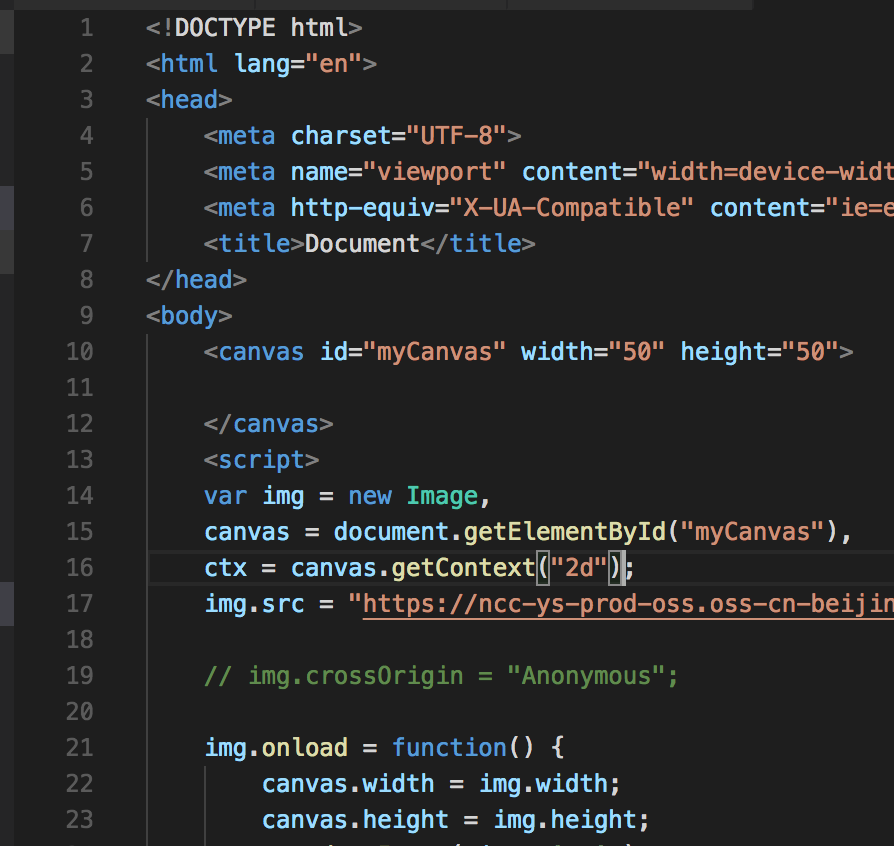 1 <!DOCTYPE html>
2 <html lang="en">
3 <head>
4 <meta charset="UTF-8">
5 <meta name="viewport" content="width=device-widt
6 <meta http-equiv="X-UA-Compatible" content="ie=e
7 <title>Document</title>
8 </head>
9 <body>
10 <canvas id="myCanvas" width="50" height="50">
11
12 </canvas>
13 <script>
14 var img = new Image,
15 canvas = document.getElementById("myCanvas"),
16 ctx = canvas.getContext("2d");
17 img.src = "https://ncc-ys-prod-oss.oss-cn-beijin
18
19 // img.crossOrigin = "Anonymous";
20
21 img.onload = function() {
22 canvas.width = img.width;
23 canvas.height = img.height;